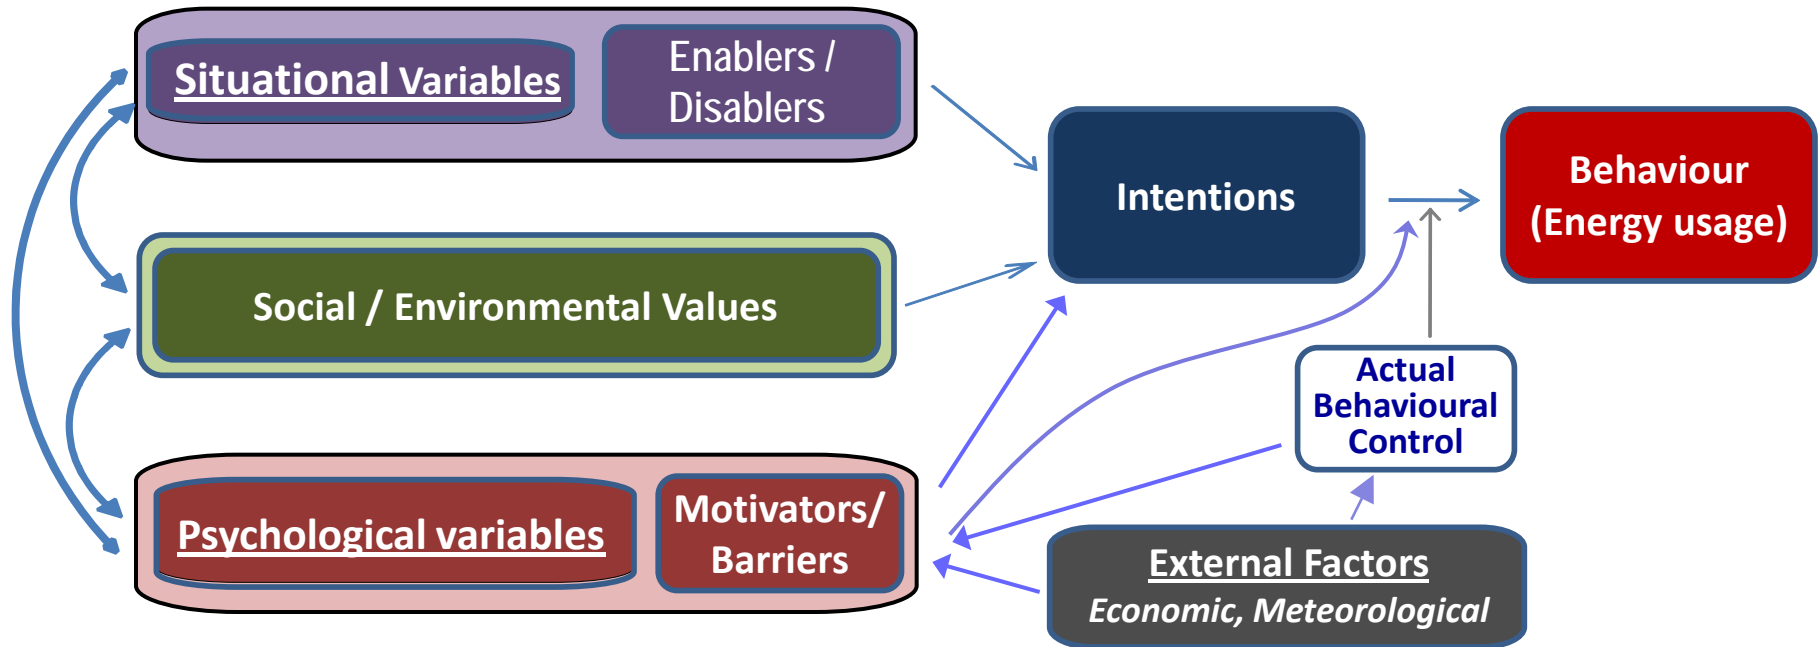 Situational Variables
Enablers /
Disablers
Intentions
Behaviour
(Energy usage)
Social / Environmental Values
Actual
Behavioural
Control
Psychological variables
Motivators/
Barriers
External Factors
Economic, Meteorological